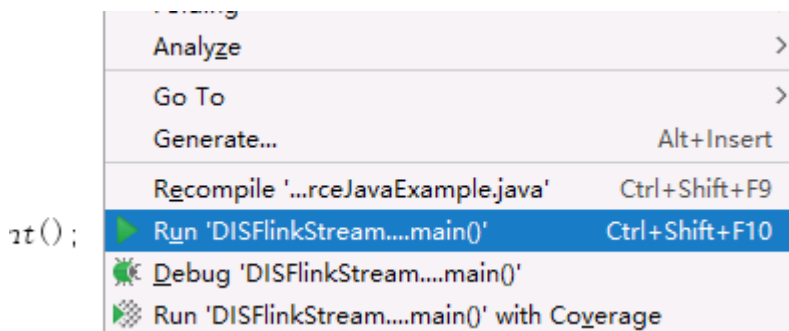 Folding
Analyze
Go To
Generate... Alt+Insert
Recompile '...rceJavaExample.java' Ctrl+Shift+F9
nt(); Run 'DISFlinkStream....main()' Ctrl+Shift+F10
Debug 'DISFlinkStream....main()'
Run 'DISFlinkStream....main()' with Coverage